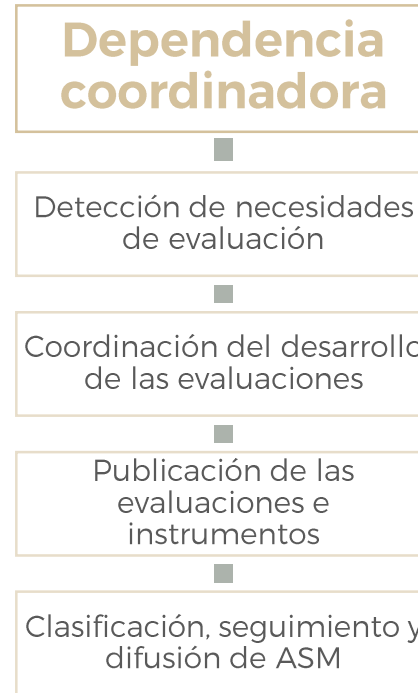 Dependencia
coordinadora
Detección de necesidades
de evaluación
Coordinación del desarrollo
de las evaluaciones
Publicación de las
evaluaciones e
instrumentos
Clasificación, seguimiento y
difusión de ASM